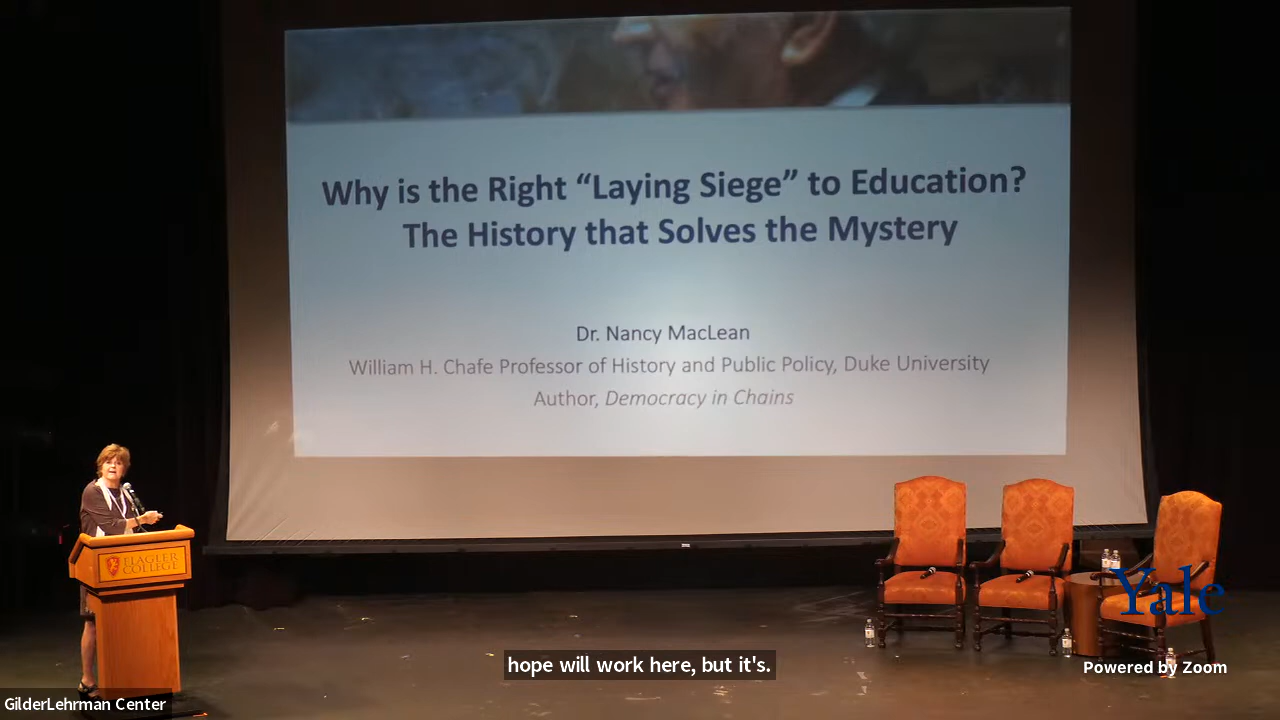 Why is the Right “Laying Siege” to Education?
The History that Solves the Mystery
Dr. Nancy MacLean
William H. Chafe Professor of History and Public Policy, Duke University
Author, Democracy in Chains
FLAGLER
COLLEGE
Yale
hope will work here, but it's.
Powered by Zoom
GilderLehrman Center